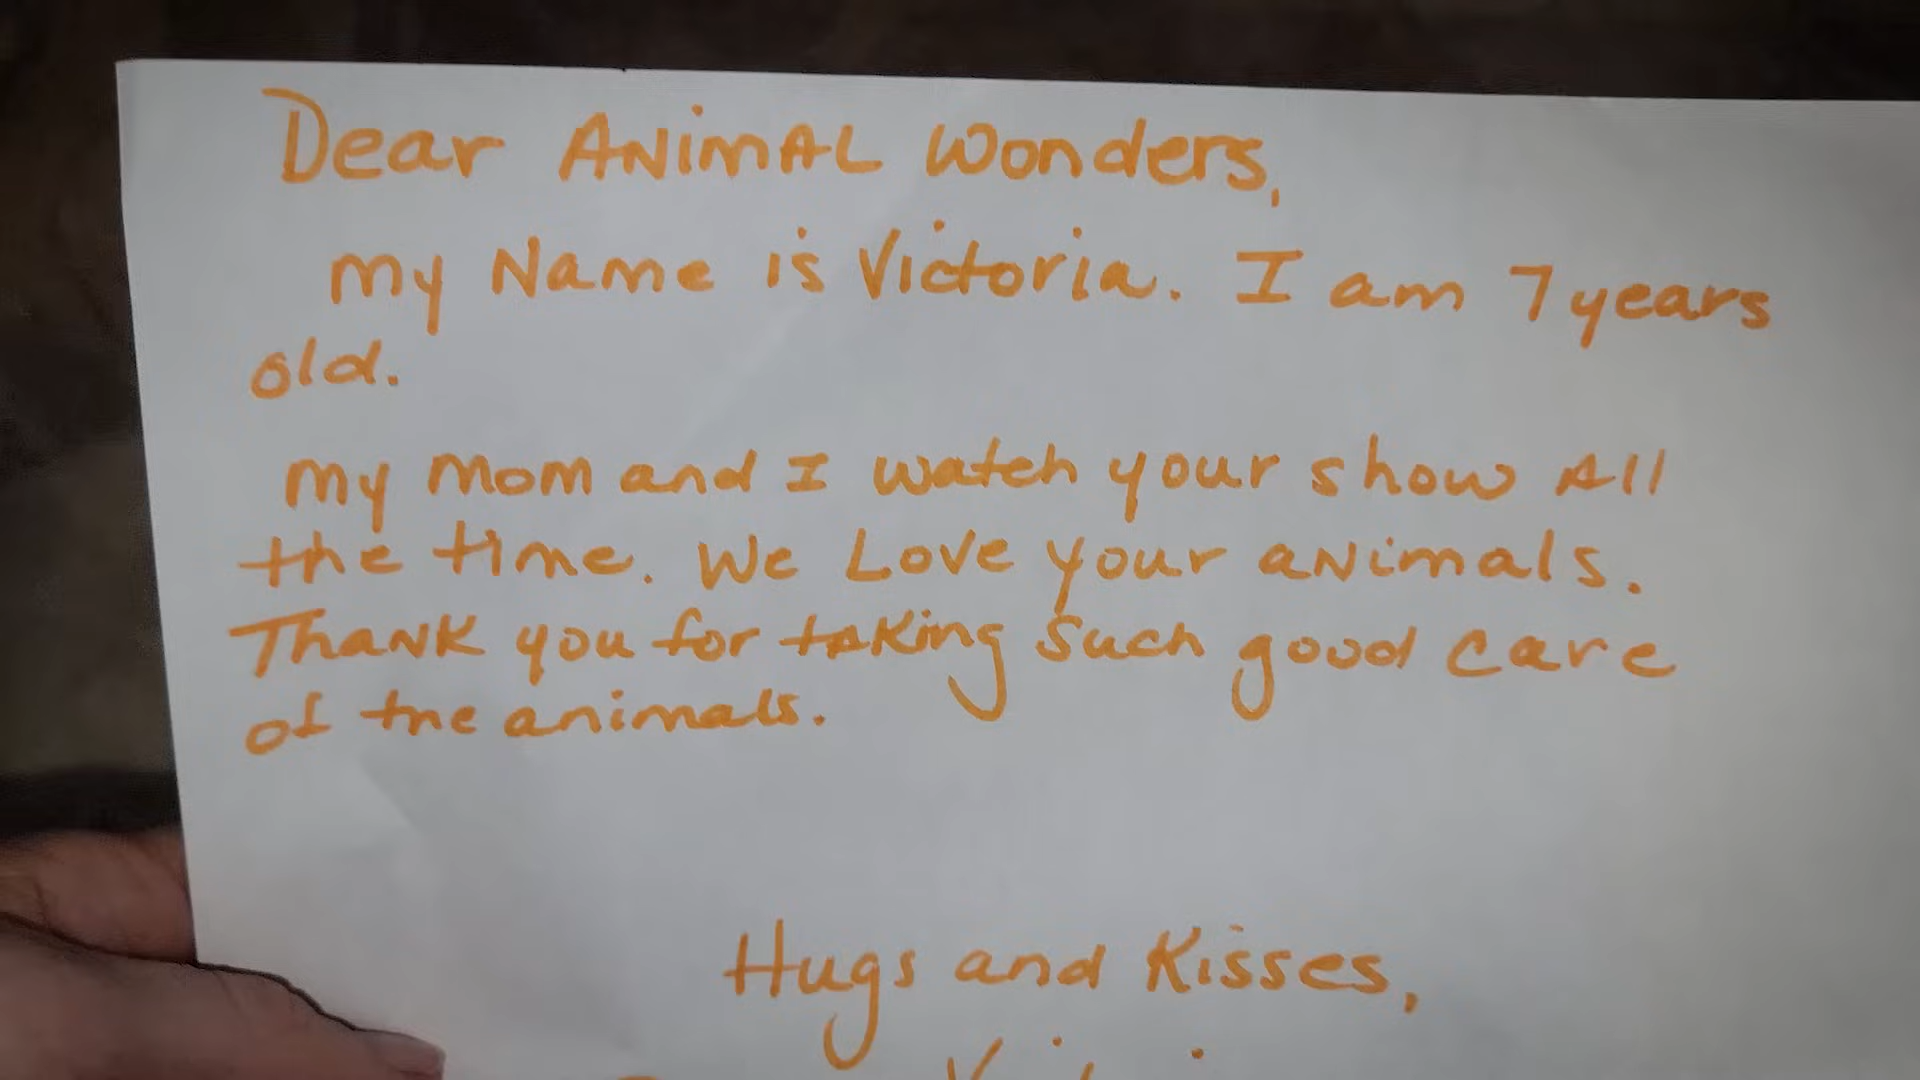 Dear ANimAL Wonders,
my Name is Victoria. I am 7 years
old.
my mom and I watch your show All
the time. We Love your aNimals.
Thank you for taking such good care
of the animals.
Hugs and Kisses,